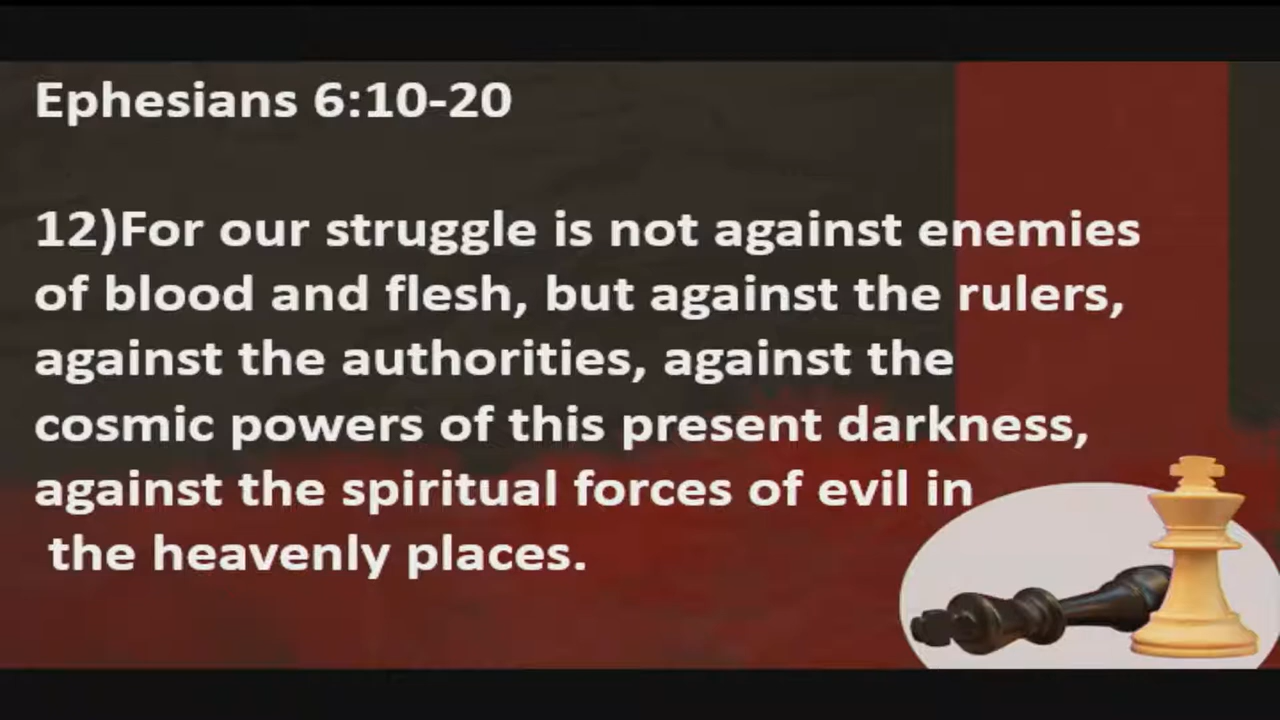 Ephesians 6:10-20
12)For our struggle is not against enemies
of blood and flesh, but against the rulers,
against the authorities, against the
cosmic powers of this present darkness,
against the spiritual forces of evil in
the heavenly places.